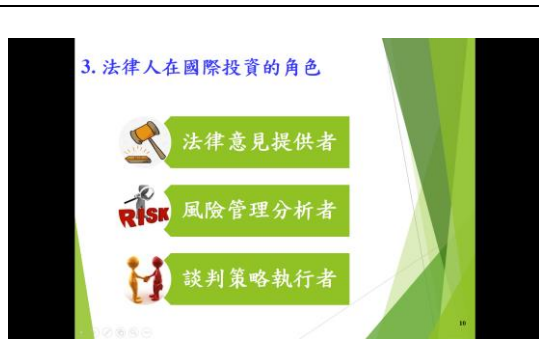 3. 法律人在國際投資的角色
法律意見提供者
RISK
風險管理分析者
談判策略執行者
10